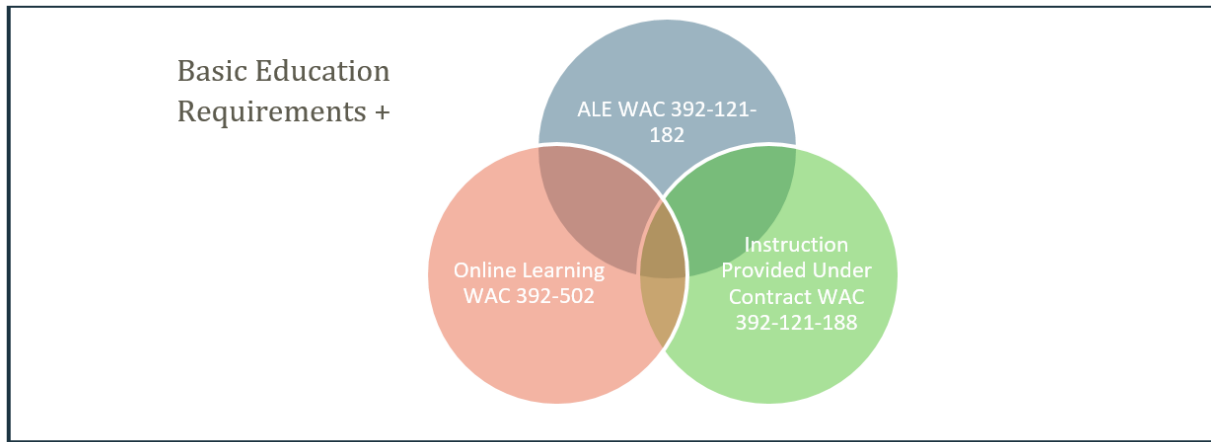 Basic Education
Requirements +
ALE WAC 392-121-
182
Online Learning
WAC 392-502
Instruction
Provided Under
Contract WAC
392-121-188